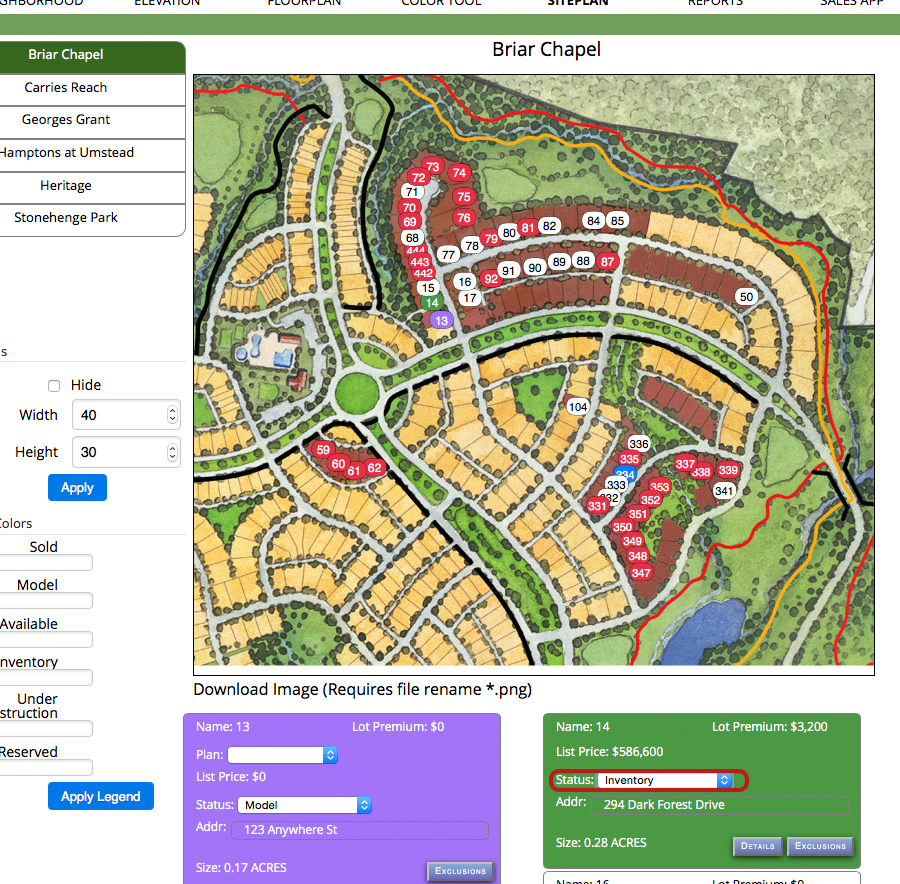 GHBORHOOD ELEVATION FLOORPLAN COLOR TOOL SITEPLAN REPORTS SALES APP
Briar Chapel
Briar Chapel
Carries Reach
Georges Grant
Hamptons at Umstead
Heritage
Stonehenge Park
73
72
74
71
75
70
76
69
84
85
82
81
80
68
79
78
444
77
443
89
88
87
442
90
91
92
16
15
17
50
14
13
s
Hide
Width 40
Height 30
Apply
104
336
59
335
60
61
62
337
338
339
334
333
353
341
332
352
331
351
350
349
348
347
Colors
Sold
Model
Available
nventory
Under
struction
Reserved
Apply Legend
Download Image (Requires file rename *.png)
Name: 13 Lot Premium: $0
Plan:
List Price: $0
Status: Model
Addr: 123 Anywhere St
Size: 0.17 ACRES
EXCLUSIONS
Name: 14 Lot Premium: $3,200
List Price: $586,600
Status: Inventory
Addr: 294 Dark Forest Drive
Size: 0.28 ACRES
DETAILS EXCLUSIONS
Name: 16 Lot Premium: $0